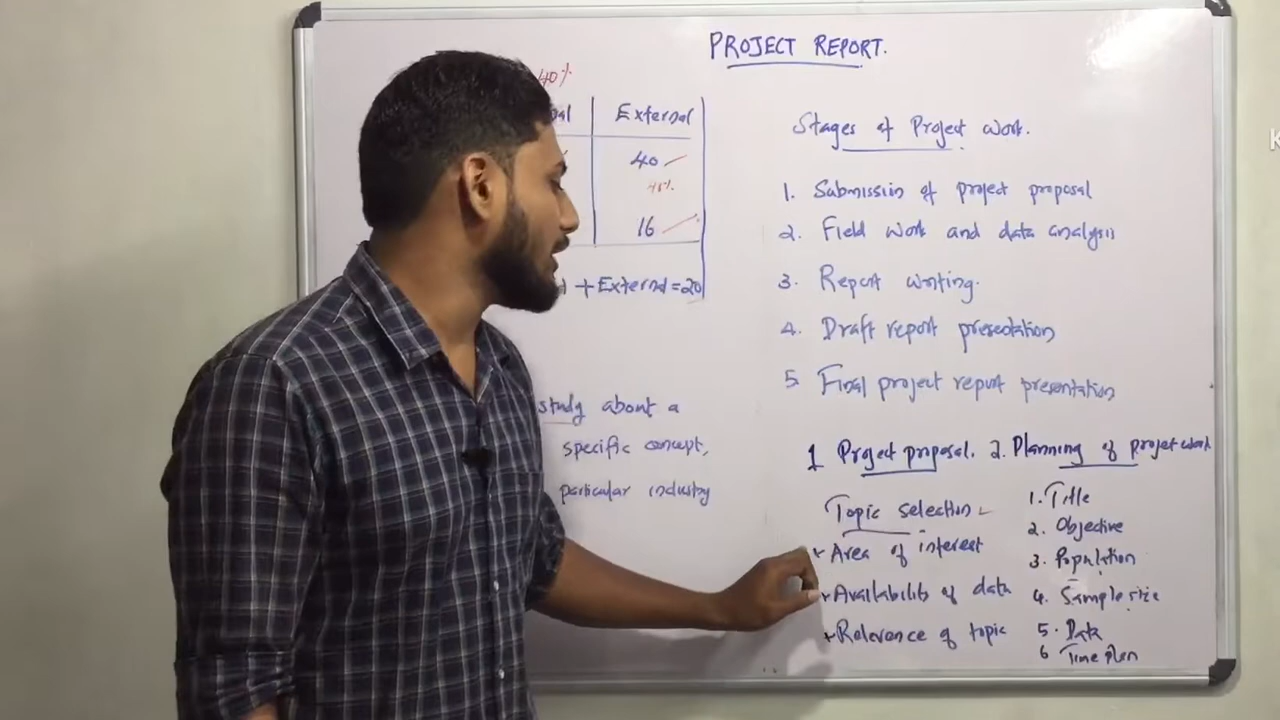 PROJECT REPORT.
40%
External
40
16
+ External = 20
study about a
specific concept,
particular industry
Stages of Project Work.
1. Submission of project proposal
2. Field Work and data analysis
3. Report writing.
4. Draft report presentation
5 Final project report presentation
1 Project proposal.
Topic selection
Area of interest
Availability of data
Relevence of topic
2. Planning of project work
1. Title
2. Objective
3. Population
4. Sample size
5. Data
6 Time plan
K